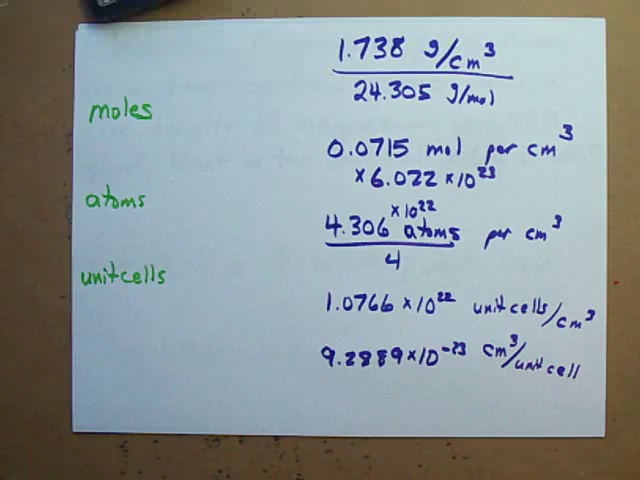 1.738 g/cm³
24.305 g/mol
moles
0.0715 mol per cm³
×6.022×10²³
atoms
×10²²
4.306 atoms per cm³
4
unitcells
1.0766×10²² unitcells/cm³
9.2889×10⁻²³ cm³/unitcell